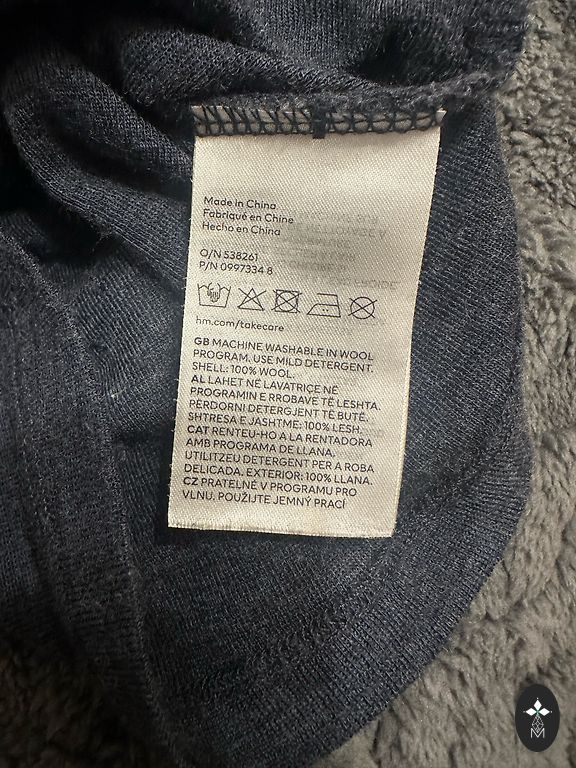 Made in China
Fabriqué en Chine
Hecho en China
O/N 538261
P/N 0997334 8
hm.com/takecare
GB MACHINE WASHABLE IN WOOL
PROGRAM. USE MILD DETERGENT.
SHELL: 100% WOOL.
AL LAHET NË LAVATRIÇE NË
PROGRAMIN E RROBAVE TË LESHTA.
PËRDORNI DETERGJENT TË BUTË.
SHTRESA E JASHTME: 100% LESH.
CAT RENTEU-HO A LA RENTADORA
AMB PROGRAMA DE LLANA.
UTILITZEU DETERGENT PER A ROBA
DELICADA. EXTERIOR: 100% LLANA.
CZ PRATELNÉ V PROGRAMU PRO
VLNU. POUŽIJTE JEMNÝ PRACÍ
M